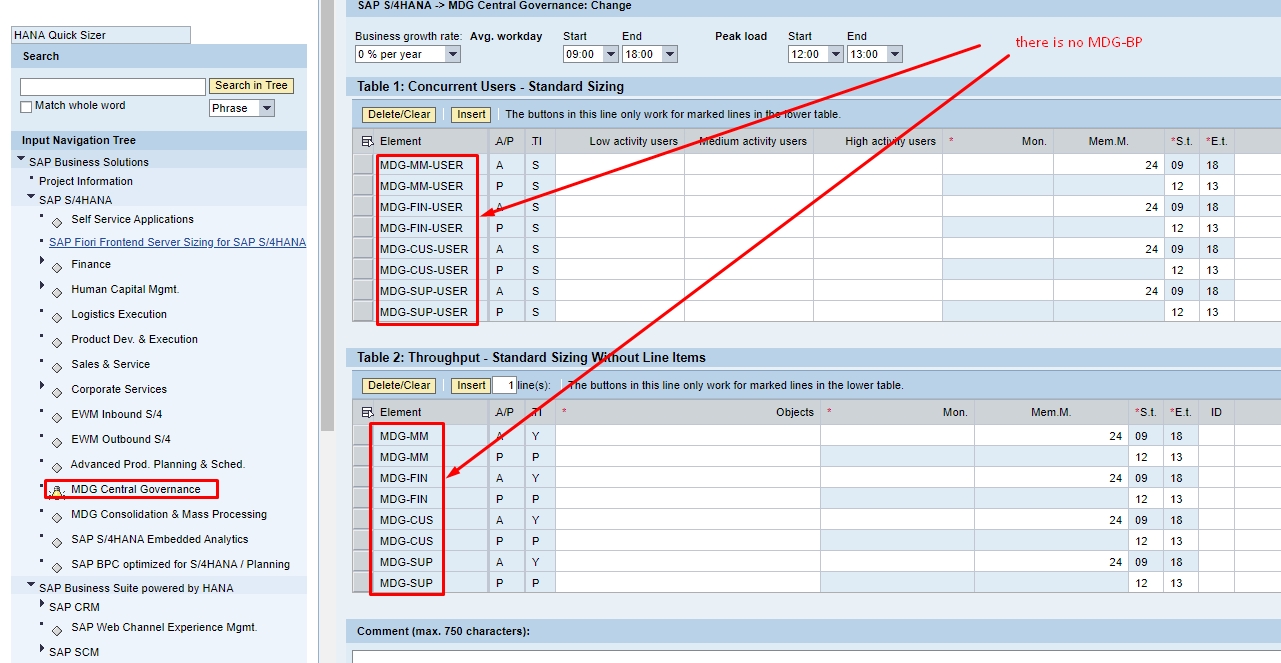 HANA Quick Sizer
Search
Search in Tree
Match whole word
Phrase
Input Navigation Tree
SAP Business Solutions
Project Information
SAP S/4HANA
Self Service Applications
SAP Fiori Frontend Server Sizing for SAP S/4HANA
Finance
Human Capital Mgmt.
Logistics Execution
Product Dev. & Execution
Sales & Service
Corporate Services
EWM Inbound S/4
EWM Outbound S/4
Advanced Prod. Planning & Sched.
MDG Central Governance
MDG Consolidation & Mass Processing
SAP S/4HANA Embedded Analytics
SAP BPC optimized for S/4HANA / Planning
SAP Business Suite powered by HANA
SAP CRM
SAP Web Channel Experience Mgmt.
SAP SCM
SAP S/4HANA -> MDG Central Governance: Change
Business growth rate: Avg. workday Start End Peak load Start End
0 % per year 09:00 18:00 12:00 13:00
there is no MDG-BP
Table 1: Concurrent Users - Standard Sizing
Delete/Clear Insert The buttons in this line only work for marked lines in the lower table.
Element A/P TI Low activity users Medium activity users High activity users * Mon. Mem.M. *S.t. *E.t.
MDG-MM-USER A S 24 09 18
MDG-MM-USER P S 12 13
MDG-FIN-USER A S 24 09 18
MDG-FIN-USER P S 12 13
MDG-CUS-USER A S 24 09 18
MDG-CUS-USER P S 12 13
MDG-SUP-USER A S 24 09 18
MDG-SUP-USER P S 12 13
Table 2: Throughput - Standard Sizing Without Line Items
Delete/Clear Insert 1 line(s): The buttons in this line only work for marked lines in the lower table.
Element A/P TI * Objects * Mon. Mem.M. *S.t. *E.t. ID
MDG-MM A Y 24 09 18
MDG-MM P P 12 13
MDG-FIN A Y 24 09 18
MDG-FIN P P 12 13
MDG-CUS A Y 24 09 18
MDG-CUS P P 12 13
MDG-SUP A Y 24 09 18
MDG-SUP P P 12 13
Comment (max. 750 characters):